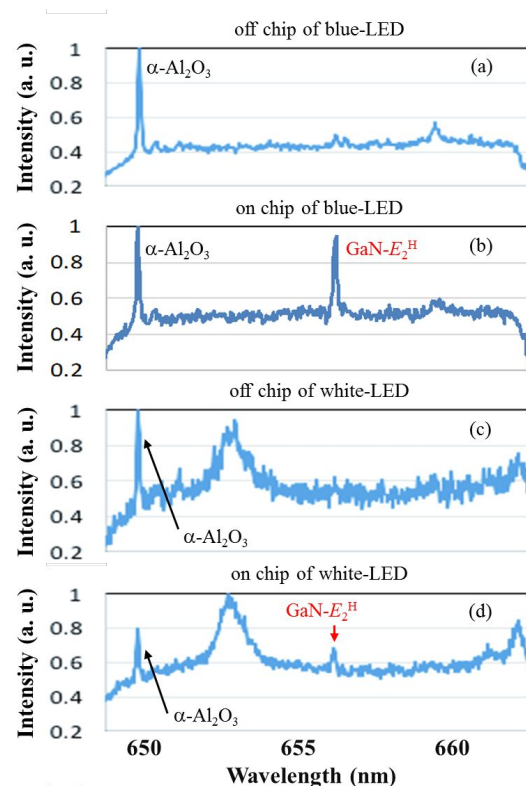 off chip of blue-LED
Intensity (a. u.)
1
0.8
0.6
0.4
0.2
α-Al₂O₃
(a)
on chip of blue-LED
Intensity (a. u.)
1
0.8
0.6
0.4
0.2
α-Al₂O₃
GaN-E₂ᴴ
(b)
off chip of white-LED
Intensity (a. u.)
1
0.8
0.6
0.4
0.2
(c)
α-Al₂O₃
on chip of white-LED
Intensity (a. u.)
1
0.8
0.6
0.4
0.2
GaN-E₂ᴴ
(d)
α-Al₂O₃
650 655 660
Wavelength (nm)